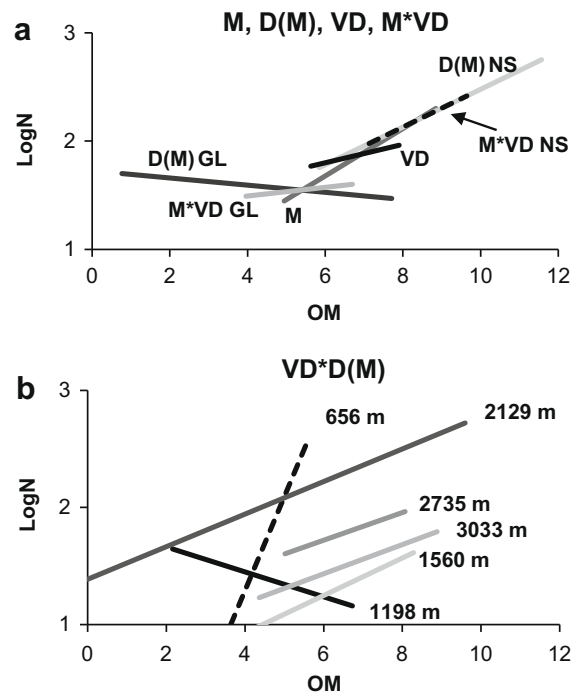 a
M, D(M), VD, M*VD
3
D(M) NS
LogN
2
M*VD NS
VD
D(M) GL
M*VD GL
M
1
0 2 4 6 8 10 12
OM
b
VD*D(M)
3
656 m
2129 m
LogN
2
2735 m
3033 m
1560 m
1198 m
1
0 2 4 6 8 10 12
OM